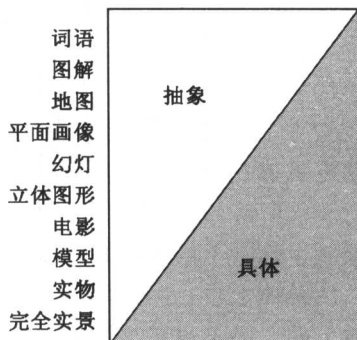 词语
图解
地图
平面画像
幻灯
立体图形
电影
模型
实物
完全实景
抽象
具体